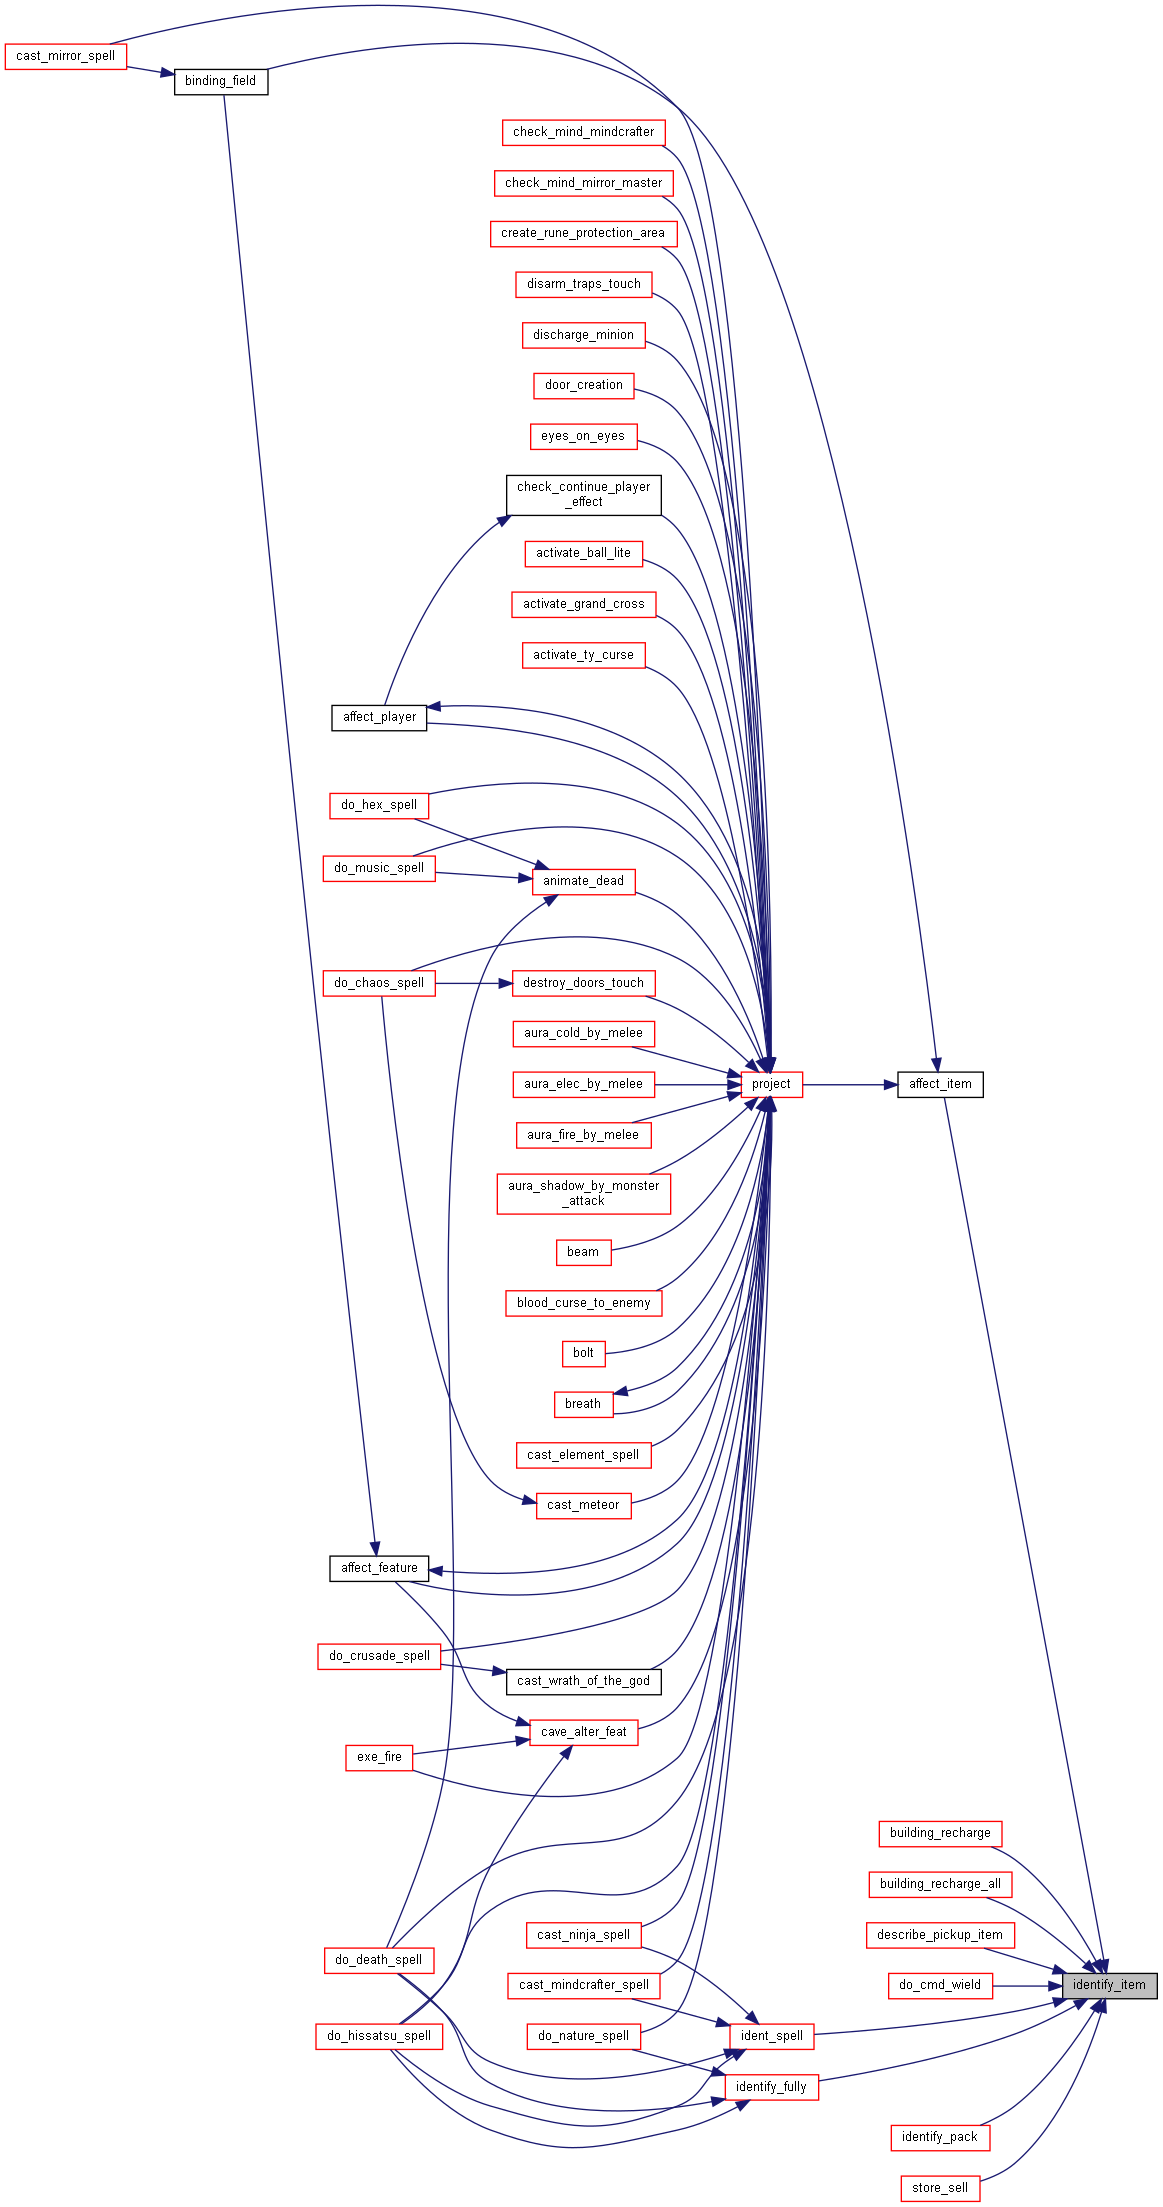 cast_mirror_spell
binding_field
check_mind_mindcrafter
check_mind_mirror_master
create_rune_protection_area
disarm_traps_touch
discharge_minion
door_creation
eyes_on_eyes
check_continue_player
_effect
activate_ball_lite
activate_grand_cross
activate_ty_curse
affect_player
do_hex_spell
do_music_spell
animate_dead
do_chaos_spell
destroy_doors_touch
aura_cold_by_melee
aura_elec_by_melee
project
affect_item
aura_fire_by_melee
aura_shadow_by_monster
_attack
beam
blood_curse_to_enemy
bolt
breath
cast_element_spell
cast_meteor
affect_feature
do_crusade_spell
cast_wrath_of_the_god
cave_alter_feat
exe_fire
building_recharge
building_recharge_all
describe_pickup_item
cast_ninja_spell
do_death_spell
cast_mindcrafter_spell
do_cmd_wield
identify_item
do_hissatsu_spell
do_nature_spell
ident_spell
identify_fully
identify_pack
store_sell